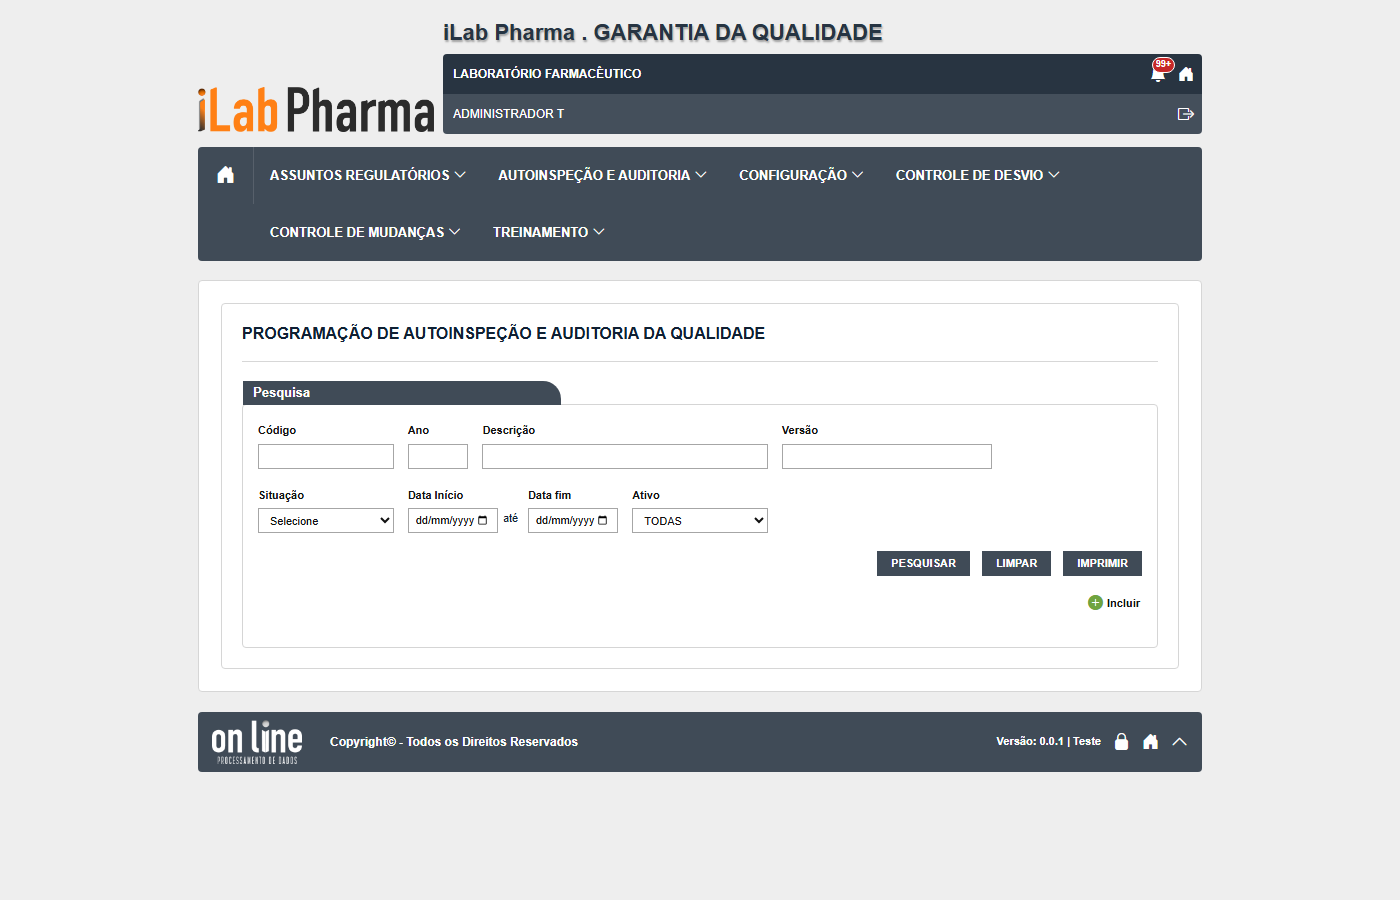 iLab Pharma . GARANTIA DA QUALIDADE
iLab Pharma
LABORATÓRIO FARMACÊUTICO
99+
ADMINISTRADOR T
ASSUNTOS REGULATÓRIOS
AUTOINSPEÇÃO E AUDITORIA
CONFIGURAÇÃO
CONTROLE DE DESVIO
CONTROLE DE MUDANÇAS
TREINAMENTO
PROGRAMAÇÃO DE AUTOINSPEÇÃO E AUDITORIA DA QUALIDADE
Pesquisa
Código
Ano
Descrição
Versão
Situação
Data Início
Data fim
Ativo
Selecione
dd/mm/yyyy
até
dd/mm/yyyy
TODAS
PESQUISAR
LIMPAR
IMPRIMIR
Incluir
on line
PROCESSAMENTO DE DADOS
Copyright© - Todos os Direitos Reservados
Versão: 0.0.1 | Teste